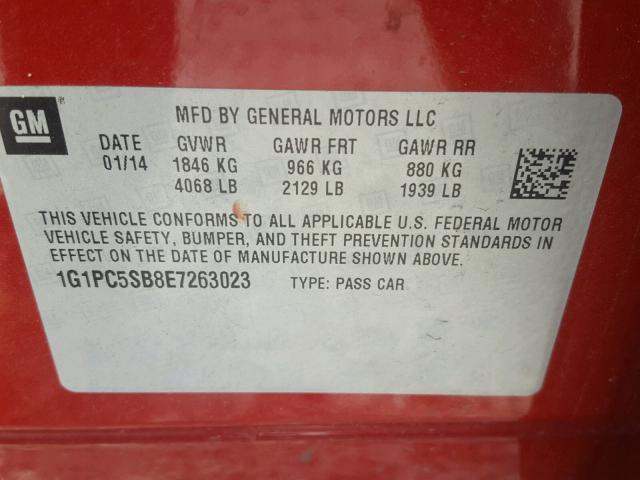 GM
MFD BY GENERAL MOTORS LLC
DATE GVWR GAWR FRT GAWR RR
01/14 1846 KG 966 KG 880 KG
4068 LB 2129 LB 1939 LB
THIS VEHICLE CONFORMS TO ALL APPLICABLE U.S. FEDERAL MOTOR
VEHICLE SAFETY, BUMPER, AND THEFT PREVENTION STANDARDS IN
EFFECT ON THE DATE OF MANUFACTURE SHOWN ABOVE.
1G1PC5SB8E7263023 TYPE: PASS CAR